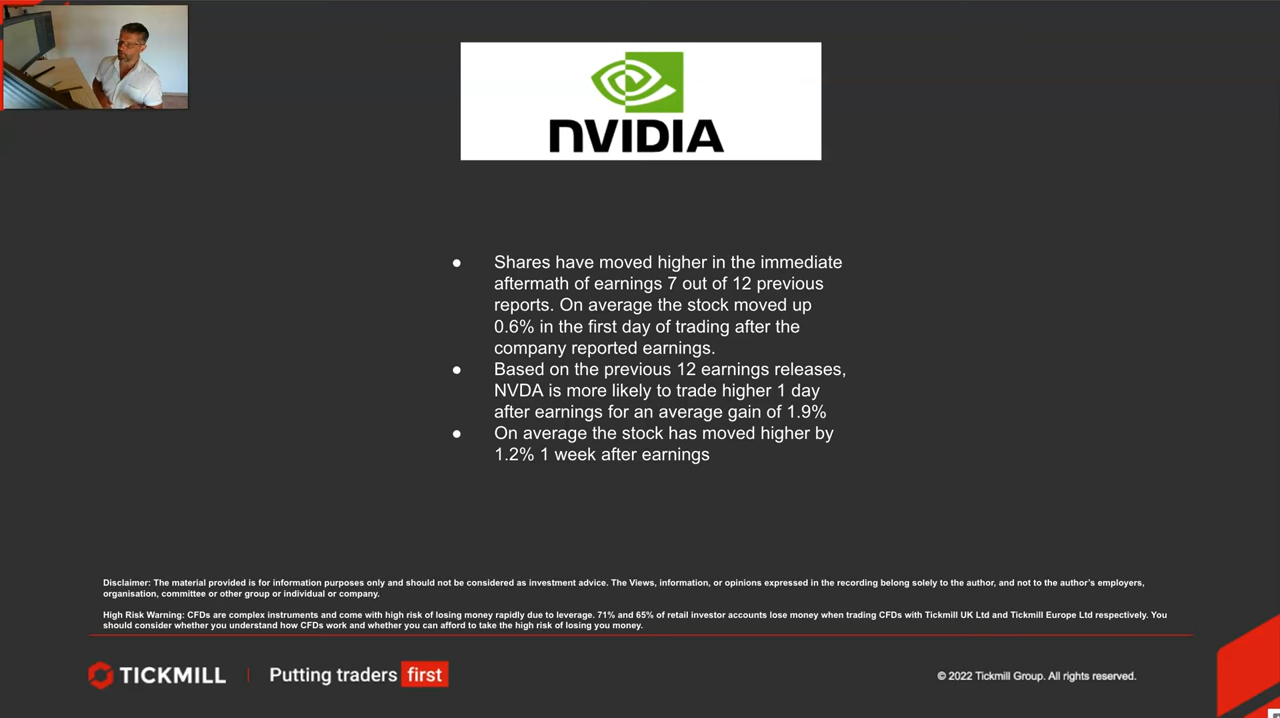 NVIDIA
● Shares have moved higher in the immediate
aftermath of earnings 7 out of 12 previous
reports. On average the stock moved up
0.6% in the first day of trading after the
company reported earnings.
● Based on the previous 12 earnings releases,
NVDA is more likely to trade higher 1 day
after earnings for an average gain of 1.9%
● On average the stock has moved higher by
1.2% 1 week after earnings
Disclaimer: The material provided is for information purposes only and should not be considered as investment advice. The Views, information, or opinions expressed in the recording belong solely to the author, and not to the author's employers,
organisation, committee or other group or individual or company.
High Risk Warning: CFDs are complex instruments and come with high risk of losing money rapidly due to leverage. 71% and 65% of retail investor accounts lose money when trading CFDs with Tickmill UK Ltd and Tickmill Europe Ltd respectively. You
should consider whether you understand how CFDs work and whether you can afford to take the high risk of losing you money.
TICKMILL | Putting traders first
© 2022 Tickmill Group. All rights reserved.